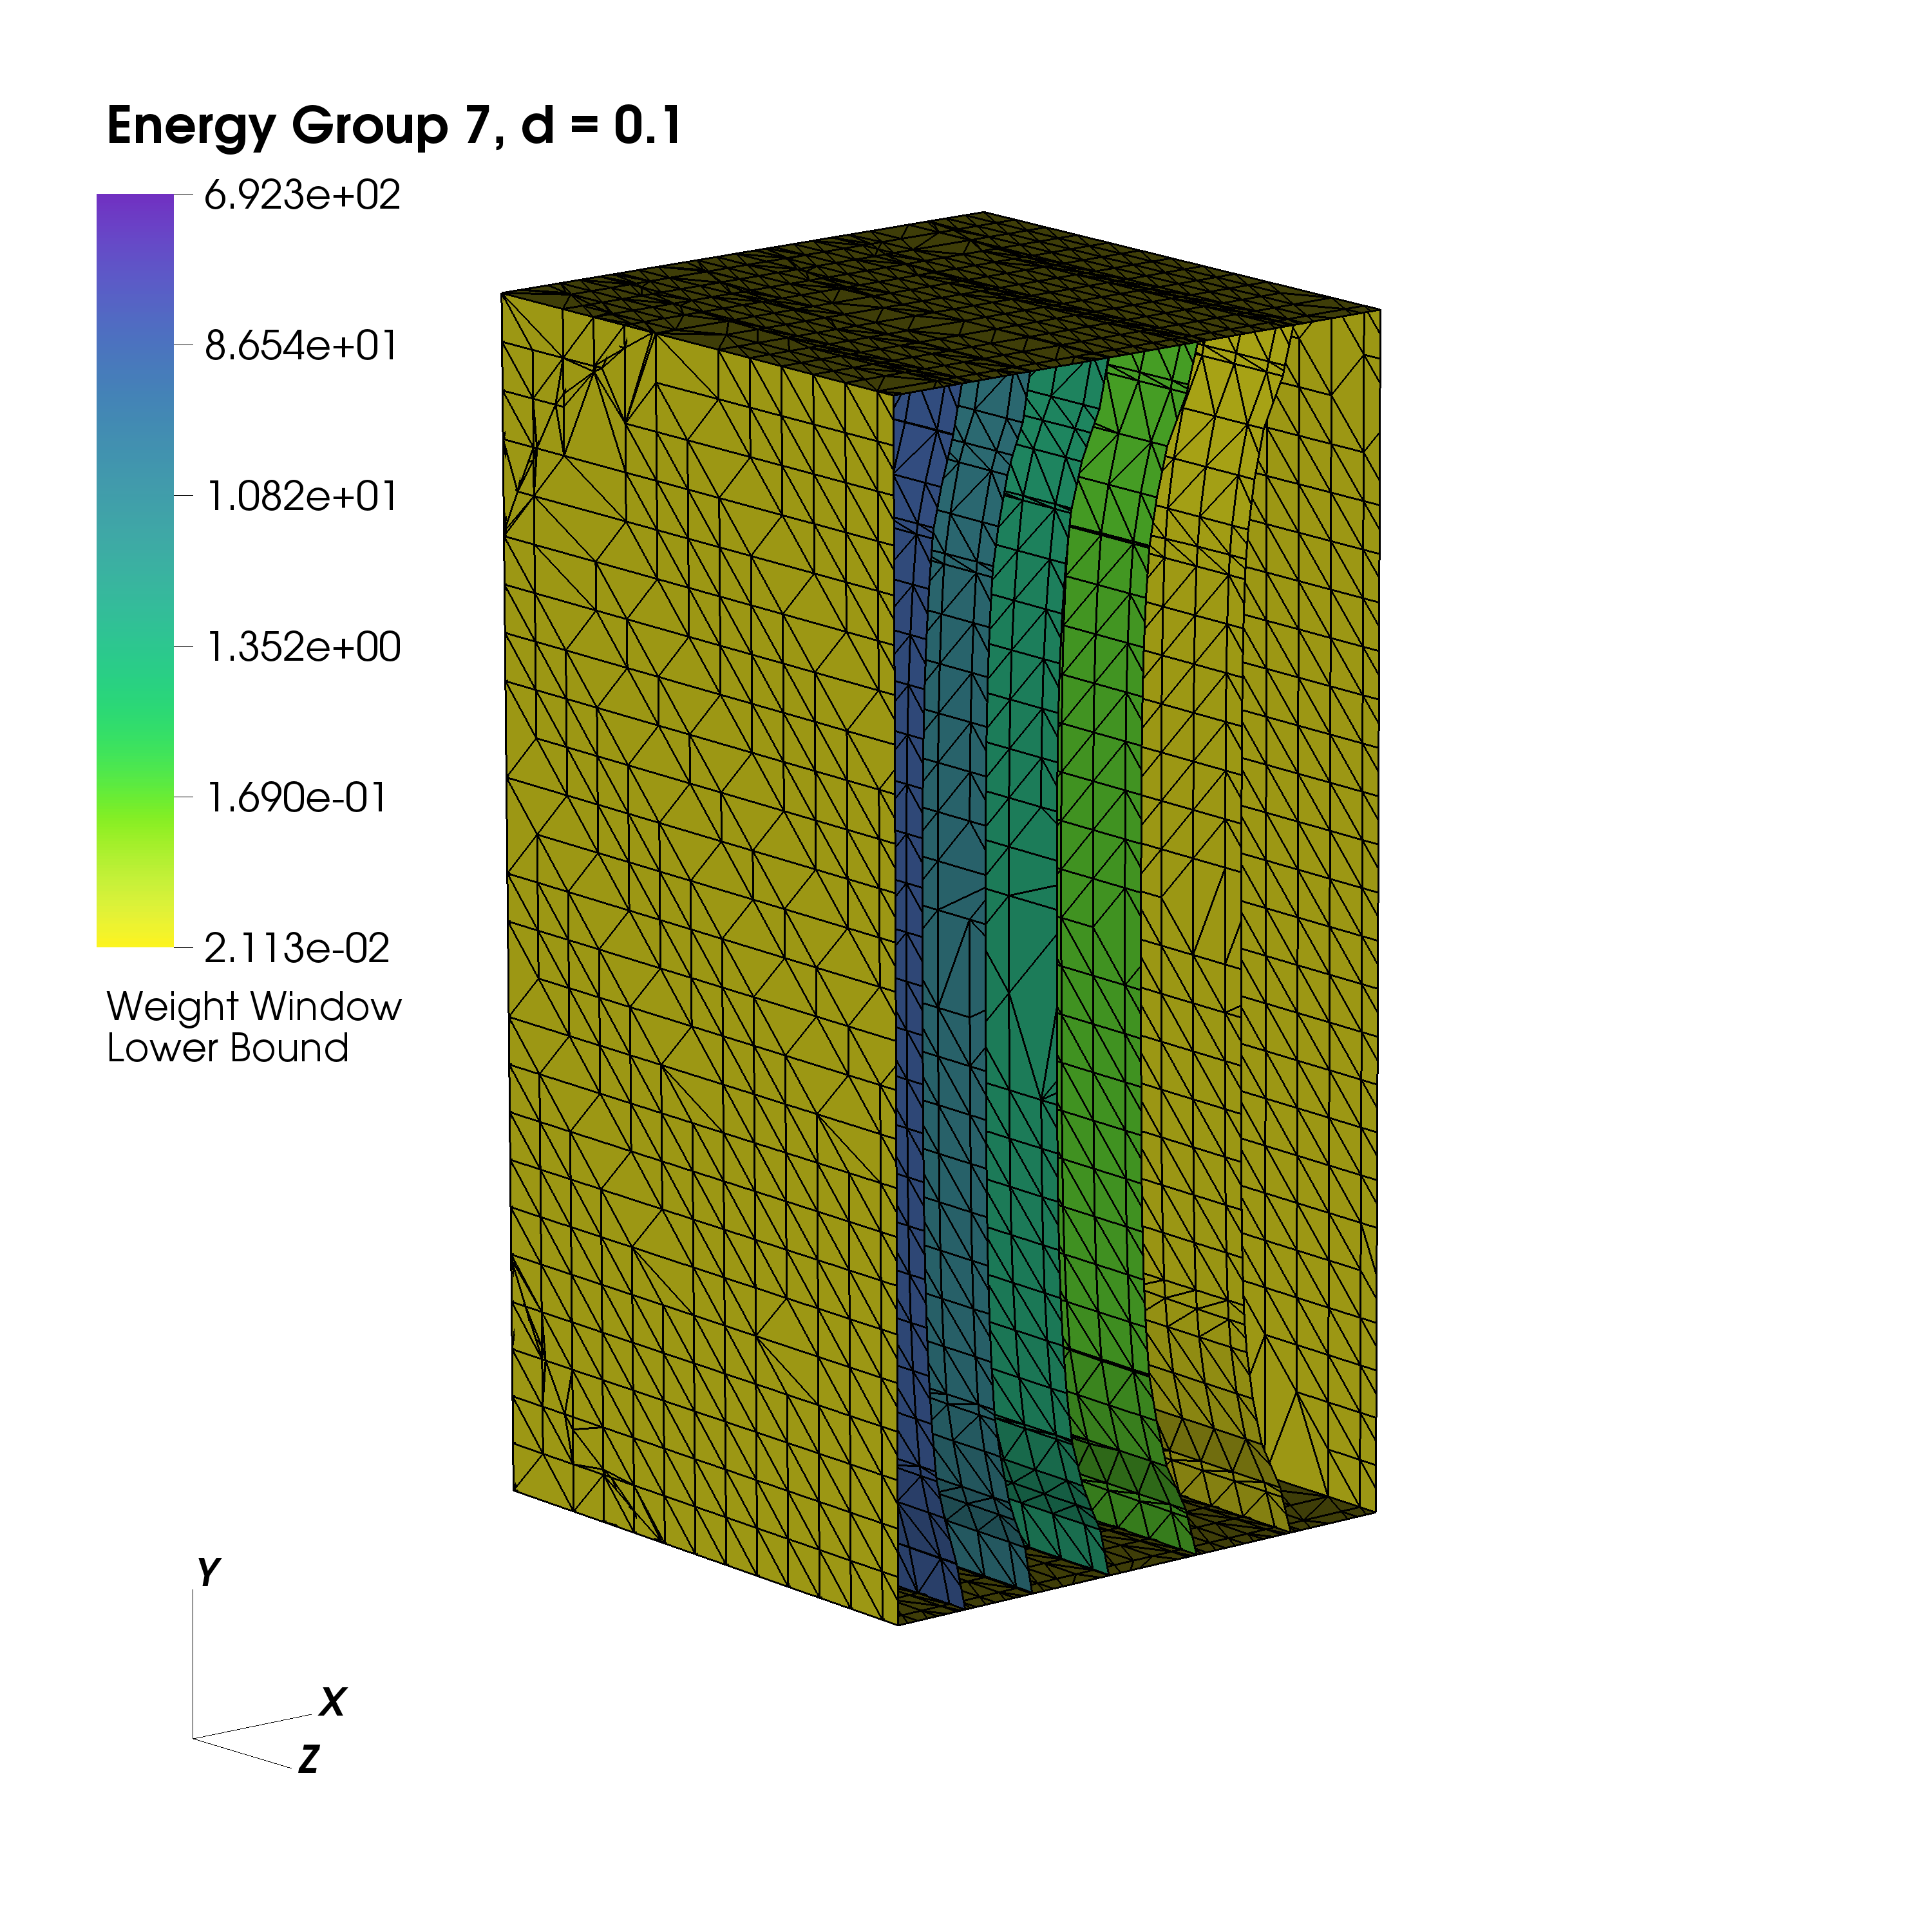 Energy Group 7, d = 0.1
6.923e+02
8.654e+01
1.082e+01
1.352e+00
1.690e-01
2.113e-02
Weight Window
Lower Bound
Y
X
Z